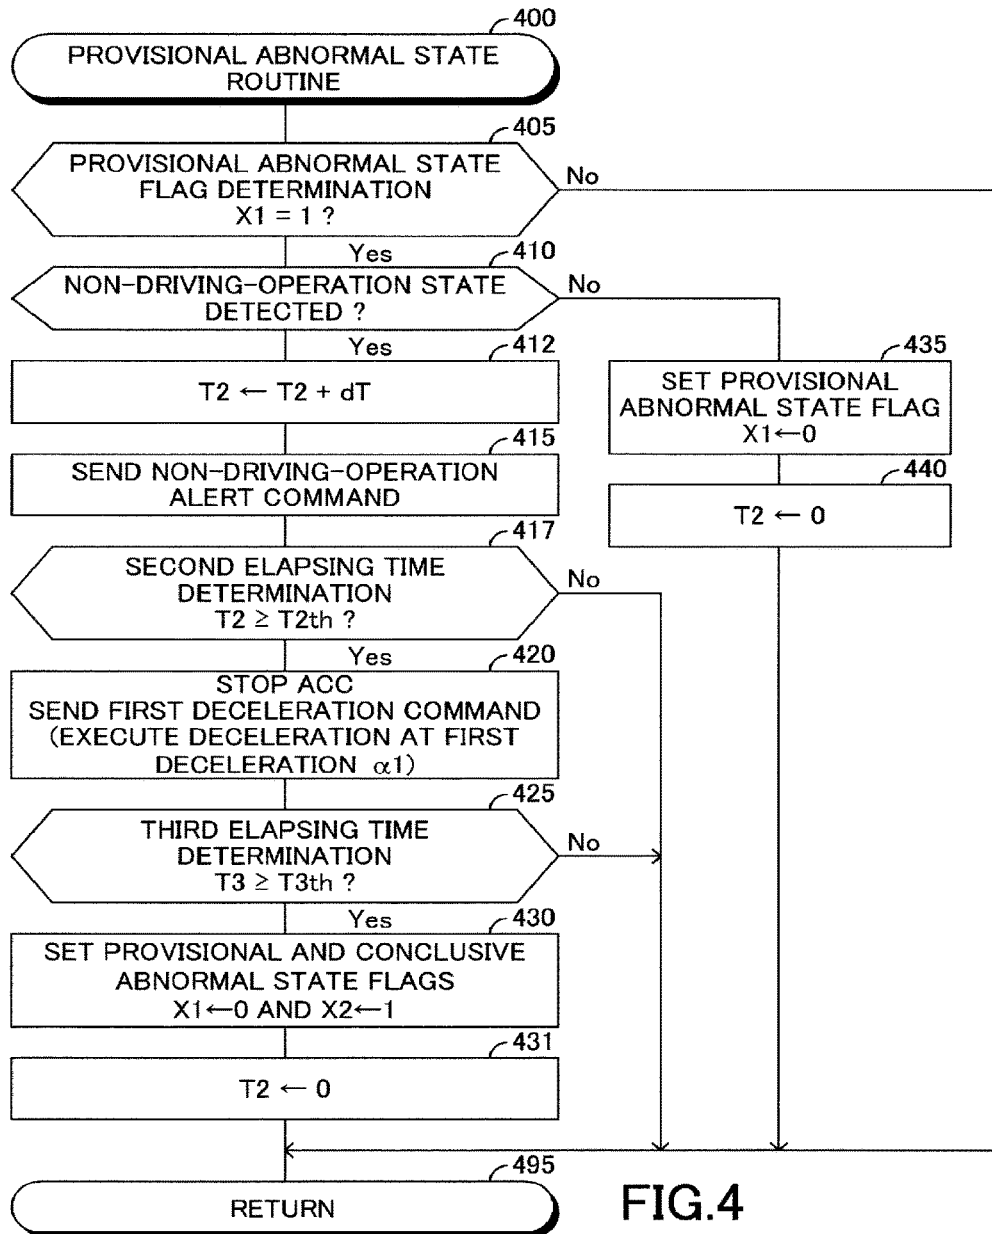 400
PROVISIONAL ABNORMAL STATE
ROUTINE
405
PROVISIONAL ABNORMAL STATE
FLAG DETERMINATION
X1 = 1 ?
No
Yes
410
NON-DRIVING-OPERATION STATE
DETECTED ?
No
Yes
412
T2 ← T2 + dT
435
SET PROVISIONAL
ABNORMAL STATE FLAG
X1←0
415
SEND NON-DRIVING-OPERATION
ALERT COMMAND
440
T2 ← 0
417
SECOND ELAPSING TIME
DETERMINATION
T2 ≥ T2th ?
No
Yes
420
STOP ACC
SEND FIRST DECELERATION COMMAND
(EXECUTE DECELERATION AT FIRST
DECELERATION α1)
425
THIRD ELAPSING TIME
DETERMINATION
T3 ≥ T3th ?
No
Yes
430
SET PROVISIONAL AND CONCLUSIVE
ABNORMAL STATE FLAGS
X1←0 AND X2←1
431
T2 ← 0
495
RETURN
FIG.4